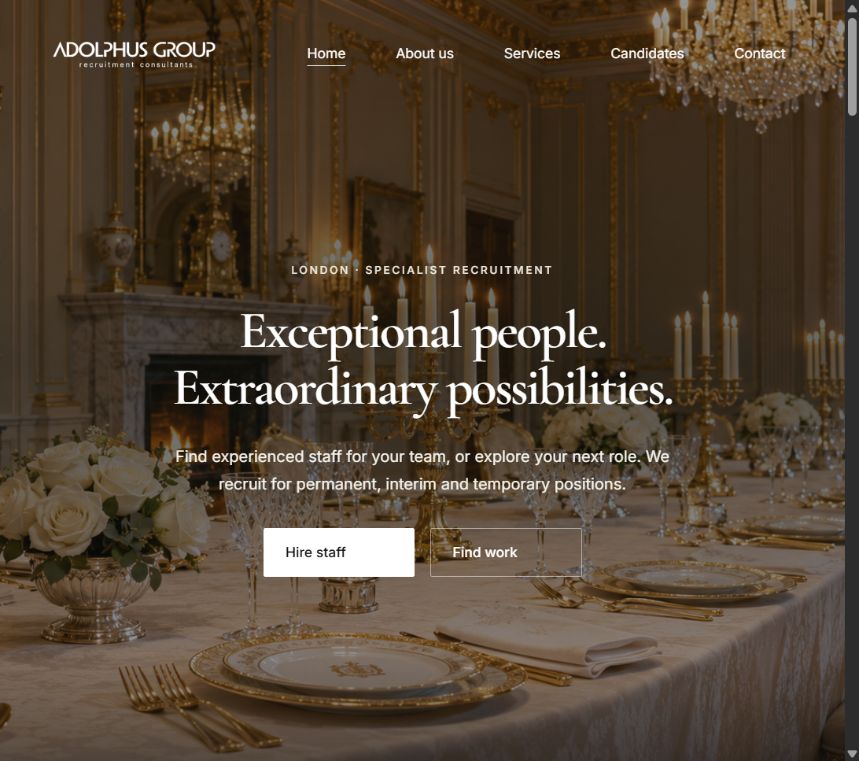 ADOLPHUS GROUP
recruitment consultants
Home About us Services Candidates Contact
LONDON · SPECIALIST RECRUITMENT
Exceptional people.
Extraordinary possibilities.
Find experienced staff for your team, or explore your next role. We
recruit for permanent, interim and temporary positions.
Hire staff Find work